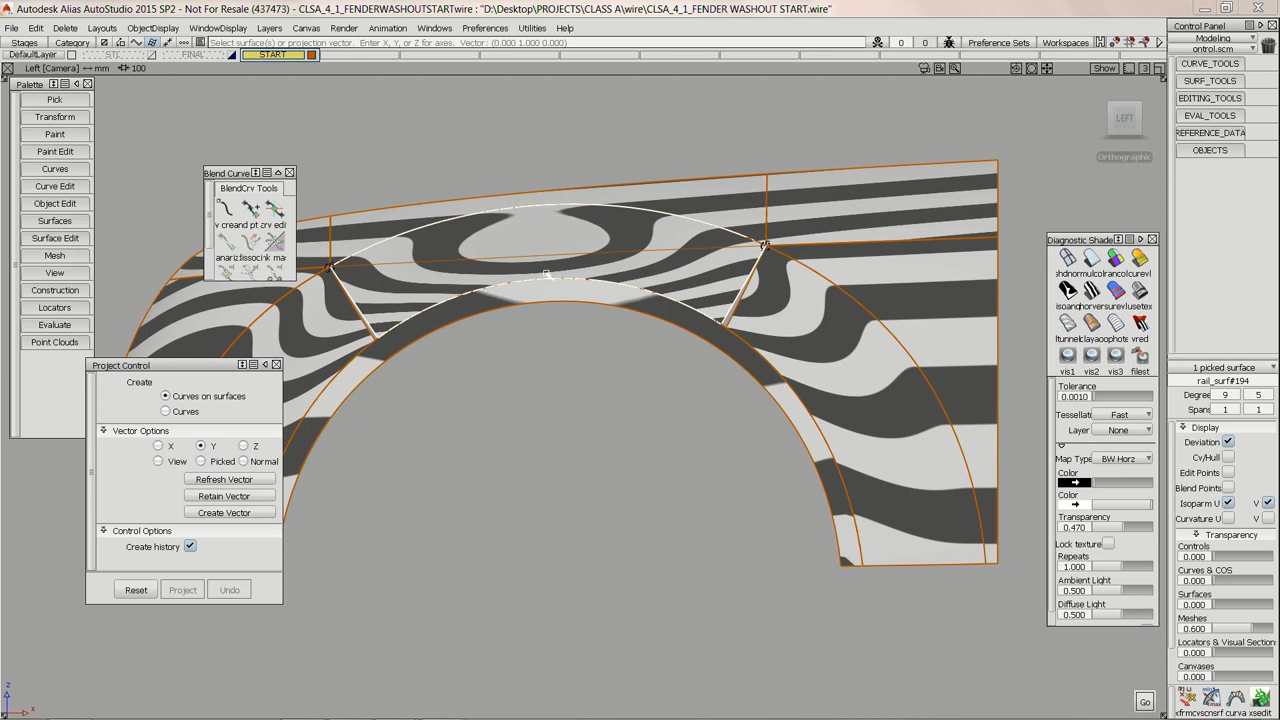 Autodesk Alias AutoStudio 2015 SP2 - Not For Resale (437473) - CLSA_4_1_FENDERWASHOUTSTARTwire : "D:\Desktop\PROJECTS\CLASS A\wire\CLSA_4_1_FENDER WASHOUT START.wire"
File Edit Delete Layouts ObjectDisplay WindowDisplay Layers Canvas Render Animation Windows Preferences Utilities Help
Stages Category Select surface(s) or projection vector. Enter X, Y, or Z for axes. Vector: (0.000 1.000 0.000) 0 0 Preference Sets Workspaces
DefaultLayer STC FINAL START
Left [Camera] mm 100 Show 3
Control Panel
Modeling
ontrol.scm
CURVE_TOOLS
SURF_TOOLS
EDITING_TOOLS
EVAL_TOOLS
REFERENCE_DATA
OBJECTS
Palette
Pick
Transform
Paint
Paint Edit
Curves
Curve Edit
Object Edit
Surfaces
Surface Edit
Mesh
View
Construction
Locators
Evaluate
Point Clouds
Blend Curve
BlendCrv Tools
LEFT
Orthographic
Project Control
Create
Curves on surfaces
Curves
Vector Options
X Y Z
View Picked Normal
Refresh Vector
Retain Vector
Create Vector
Control Options
Create history
Reset Project Undo
Diagnostic Shade
vis1 vis2 vis3 filest
Tolerance
0.0010
Tessellat Fast
Layer None
Map Type BW Horz
Color
Color
Transparency
0.470
Lock texture
Repeats
1.000
Ambient Light
0.500
Diffuse Light
0.500
1 picked surface
rail_surf#194
Degree 9 5
Spans 1 1
Display
Deviation
Cv/Hull
Edit Points
Blend Points
Isoparm U V
Curvature U V
Transparency
Controls
0.000
Curves & COS
0.000
Surfaces
0.000
Meshes
0.600
Locators & Visual Section
0.000
Canvases
0.000
Go
z
x